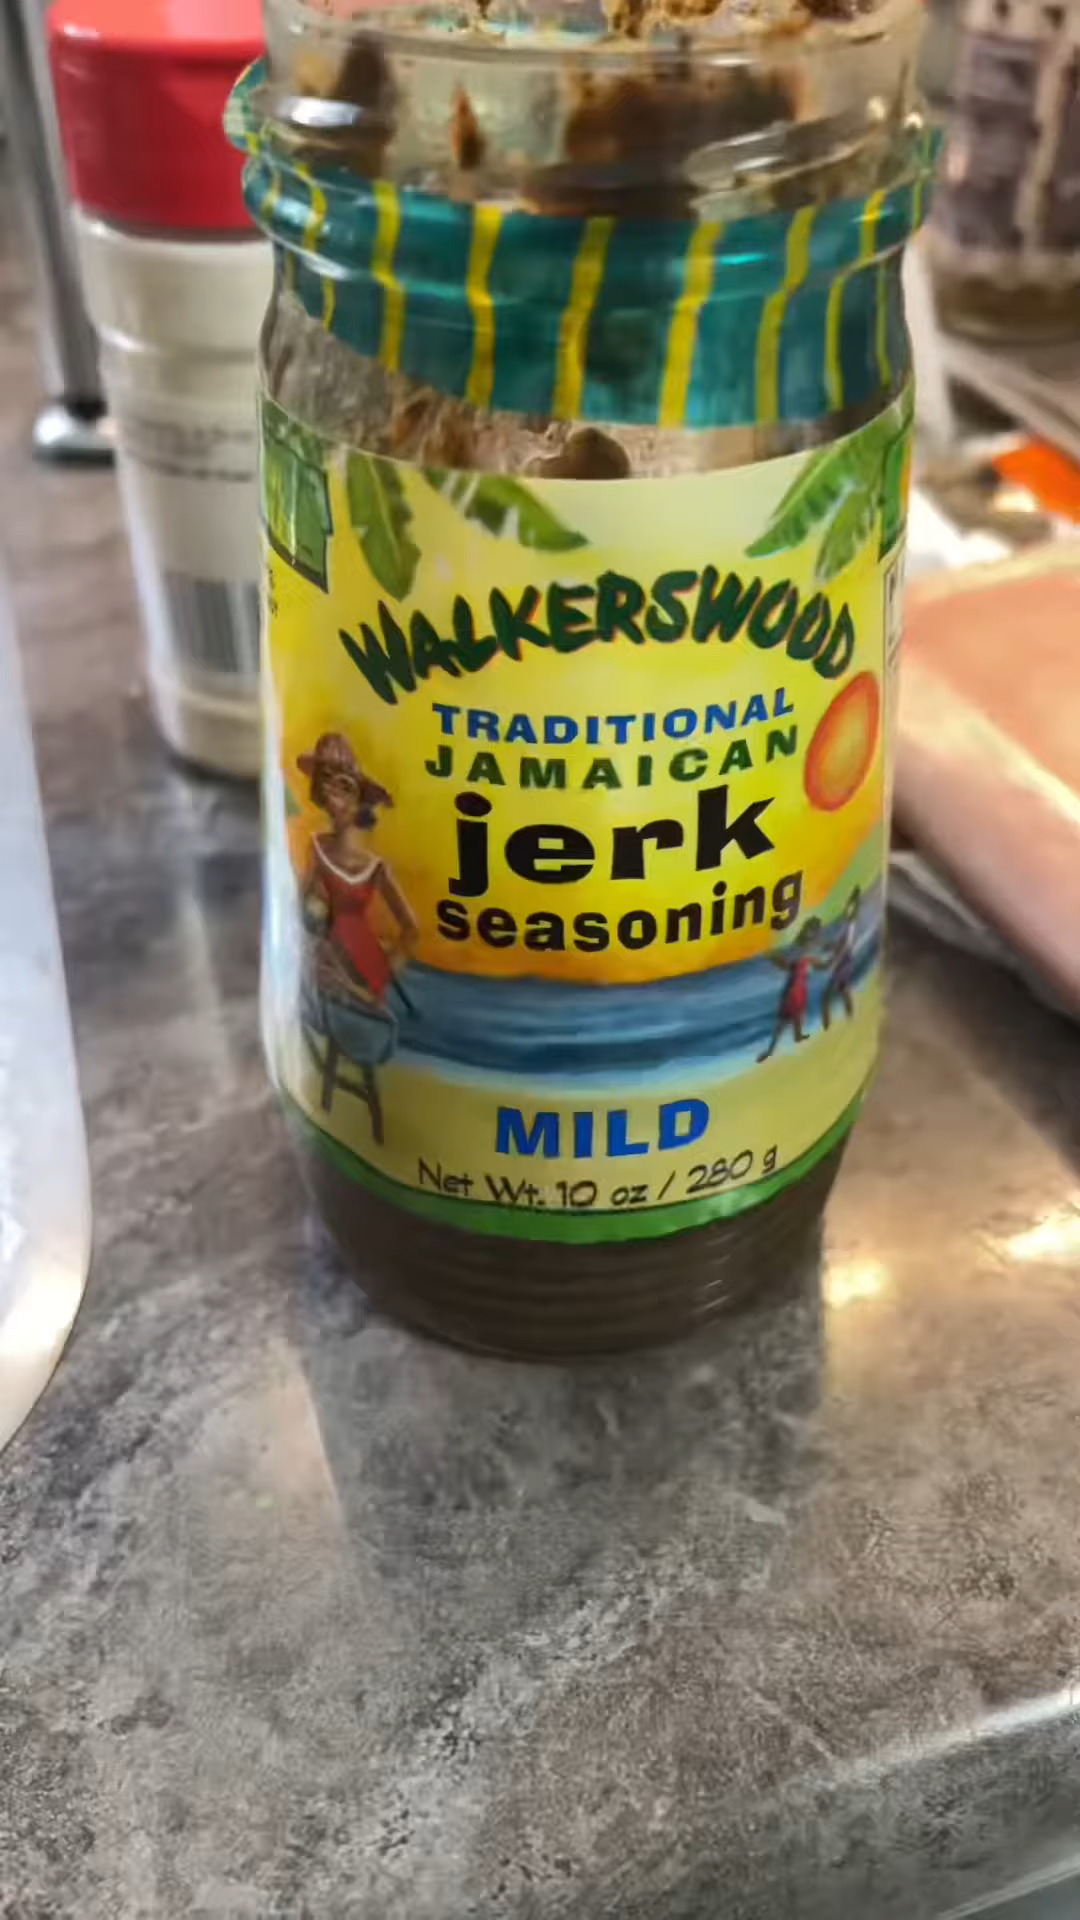 WALKERSWOOD
TRADITIONAL
JAMAICAN
jerk
seasoning
MILD
Net Wt. 10 oz / 280 g